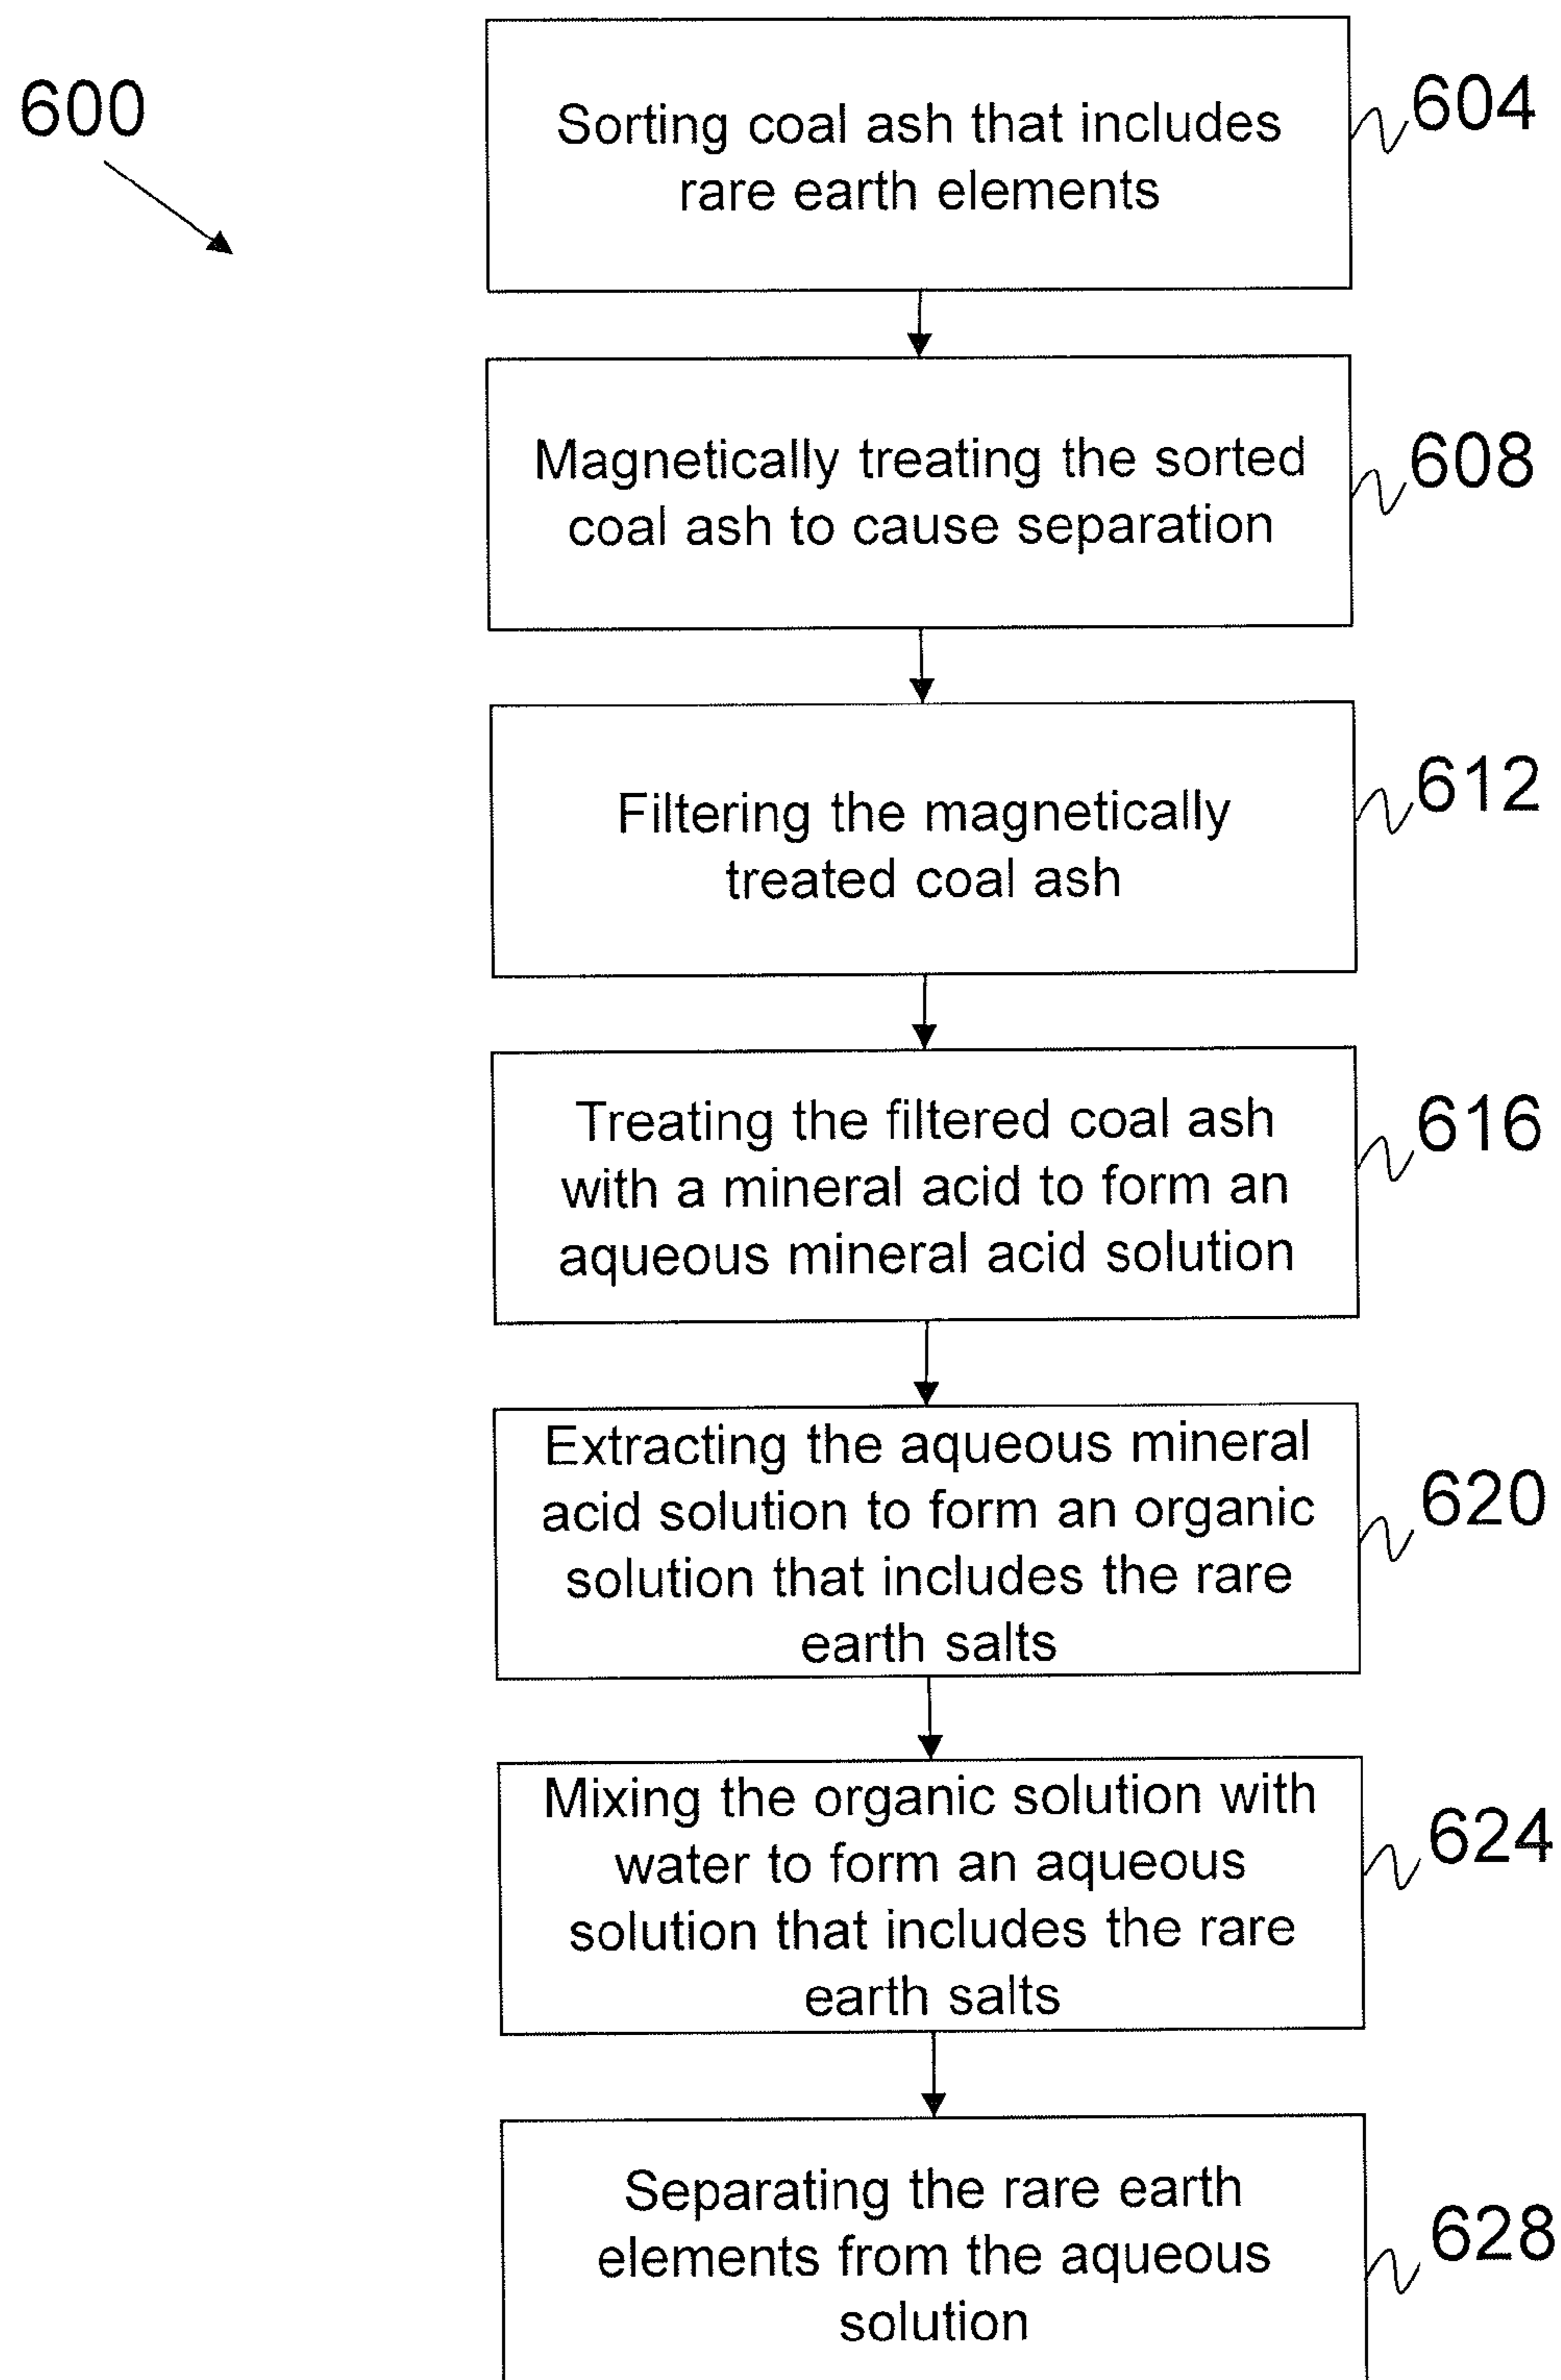 600
Sorting coal ash that includes
rare earth elements
604
Magnetically treating the sorted
coal ash to cause separation
608
Filtering the magnetically
treated coal ash
612
Treating the filtered coal ash
with a mineral acid to form an
aqueous mineral acid solution
616
Extracting the aqueous mineral
acid solution to form an organic
solution that includes the rare
earth salts
620
Mixing the organic solution with
water to form an aqueous
solution that includes the rare
earth salts
624
Separating the rare earth
elements from the aqueous
solution
628